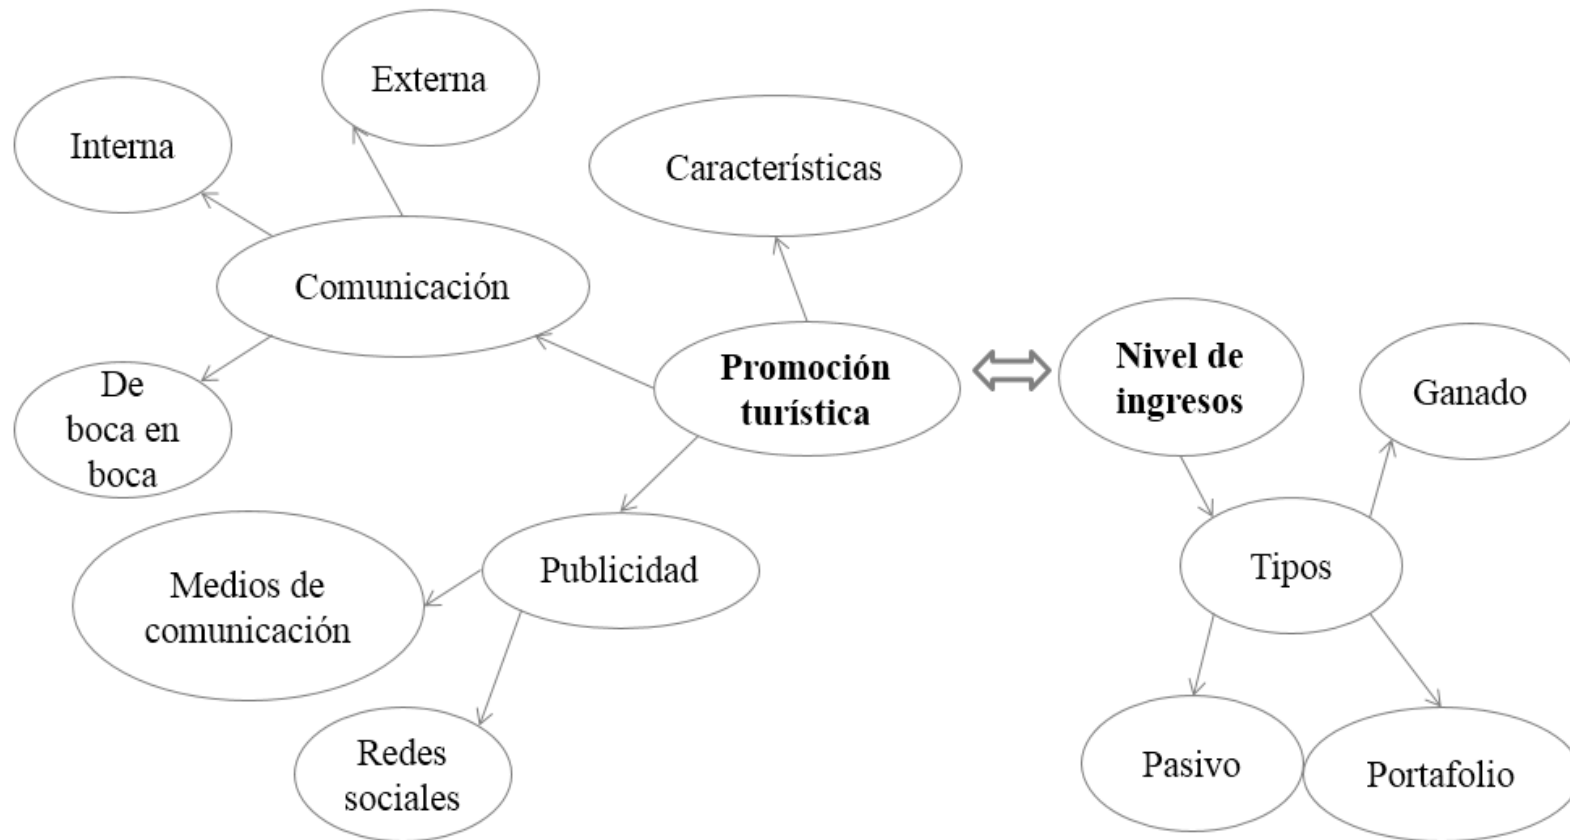 Externa
Interna
Características
Comunicación
Promoción
turística
Nivel de
ingresos
Ganado
De
boca en
boca
Publicidad
Tipos
Medios de
comunicación
Redes
sociales
Pasivo
Portafolio